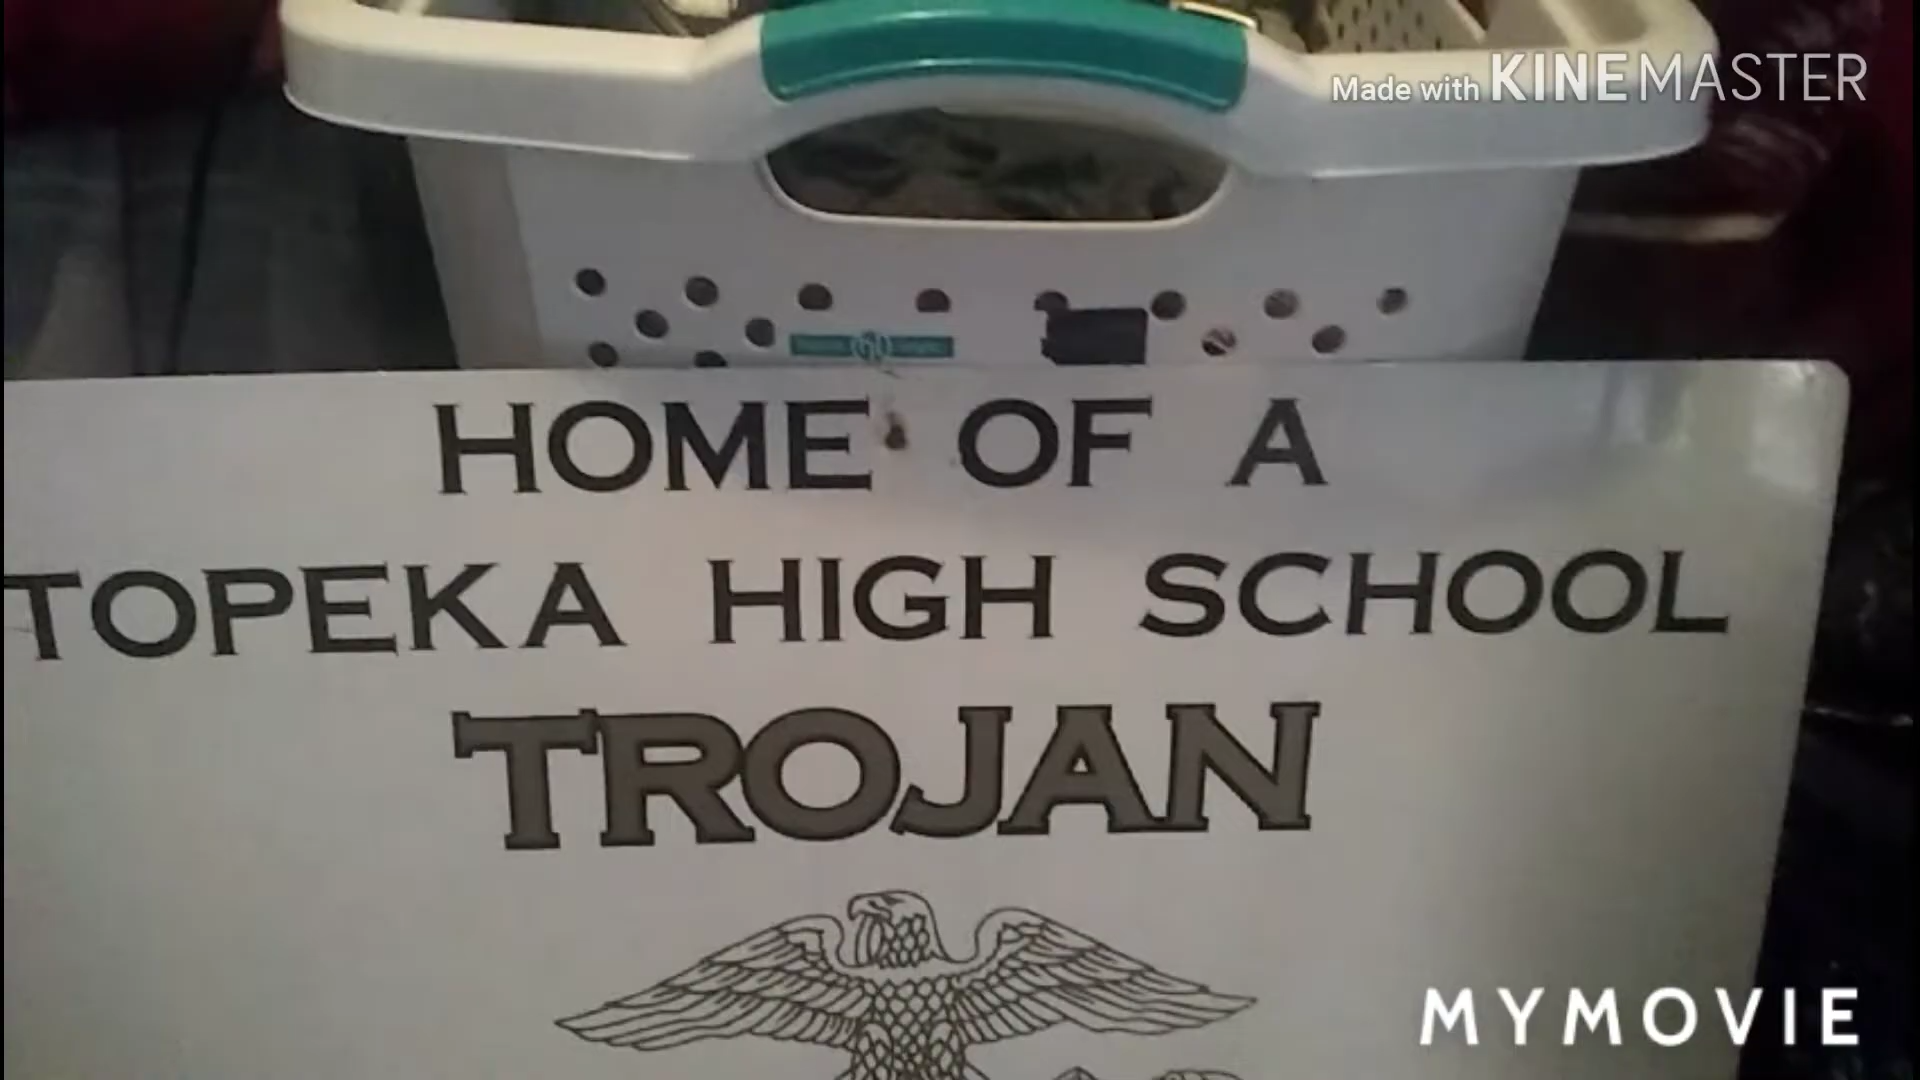 Made with KINEMASTER
HOME OF A
TOPEKA HIGH SCHOOL
TROJAN
MYMOVIE